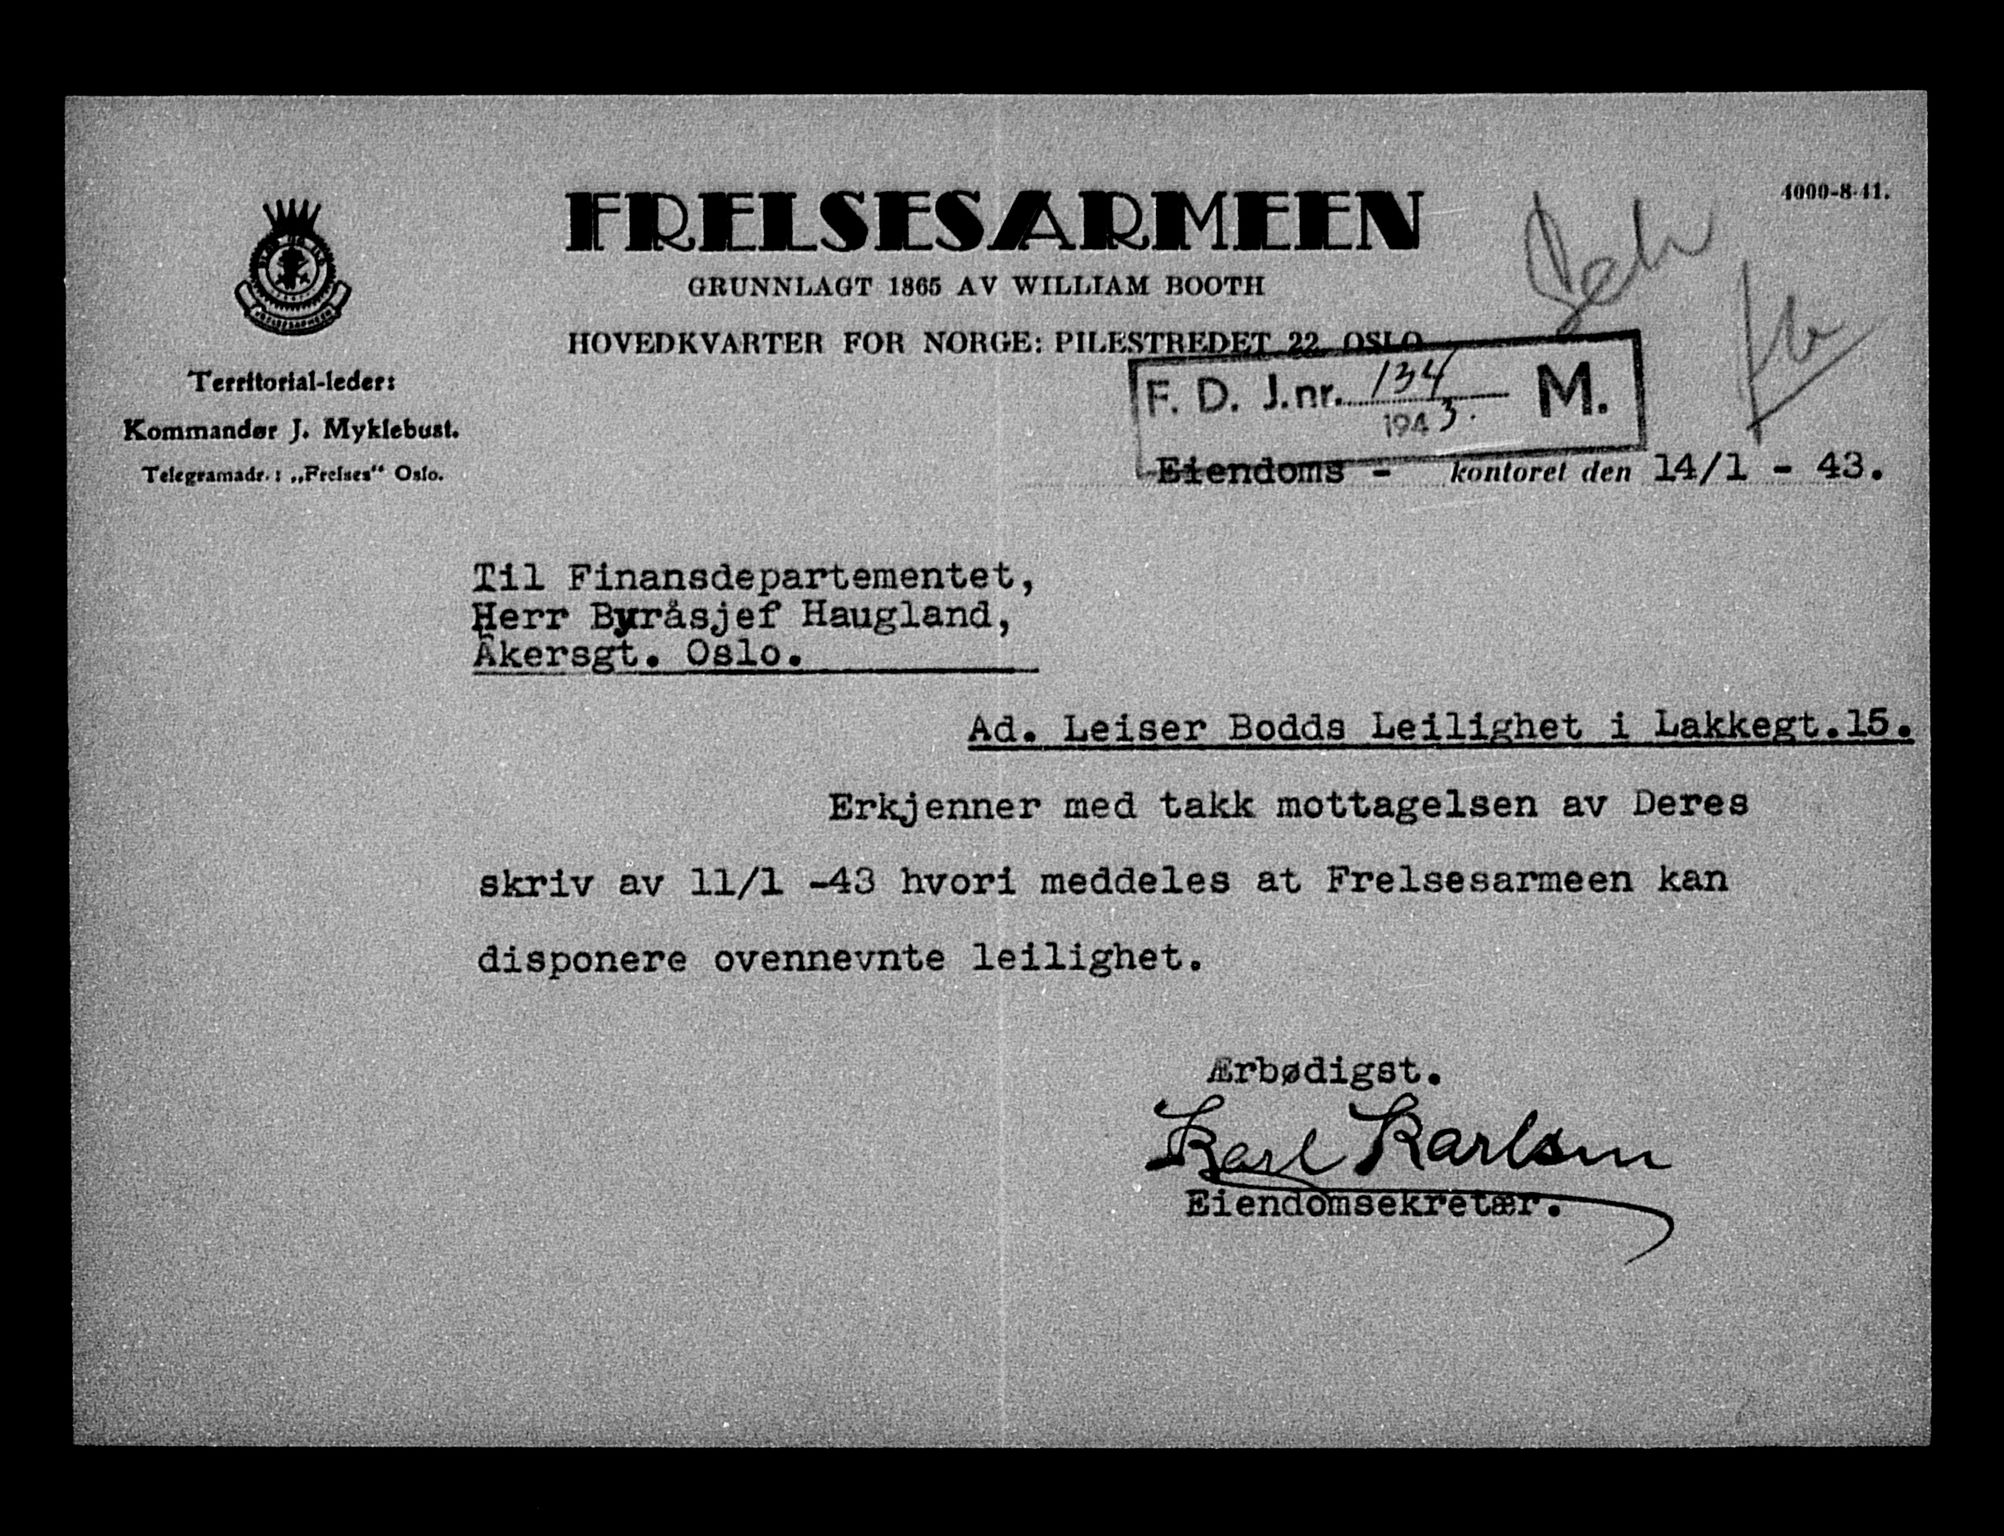 4000-8-41.
FRELSESARMEEN
GRUNNLAGT 1865 AV WILLIAM BOOTH
HOVEDKVARTER FOR NORGE: PILESTREDET 22, OSLO
Territorial-leder:
Kommandør J. Myklebust.
Telegramadr.: „Frelses“ Oslo.
F. D. J.nr. 134 M.
1943.
Eiendoms - kontoret den 14/1 - 43.
Til Finansdepartementet,
Herr Byråsjef Haugland,
Åkersgt. Oslo.
Ad. Leiser Bodds Leilighet i Lakkegt.15.
Erkjenner med takk mottagelsen av Deres
skriv av 11/1 -43 hvori meddeles at Frelsesarmeen kan
disponere ovennevnte leilighet.
Ærbødigst.
Karl Karlsen
Eiendomsekretær.